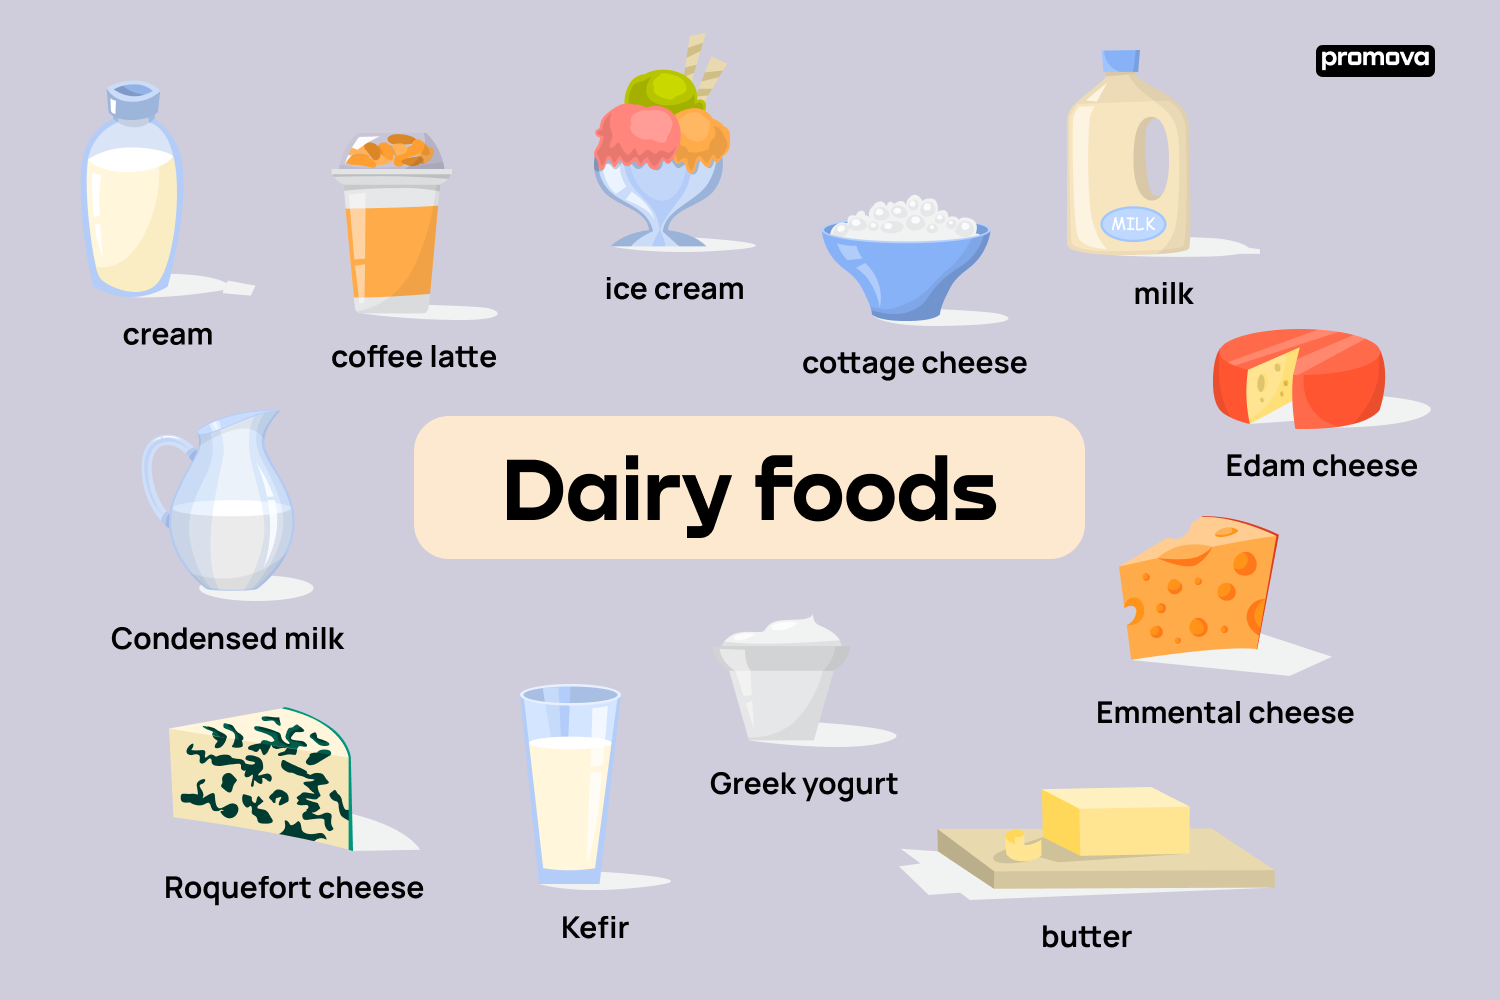 promova
MILK
ice cream
milk
cream
coffee latte
cottage cheese
Edam cheese
Dairy foods
Condensed milk
Emmental cheese
Greek yogurt
Roquefort cheese
Kefir
butter